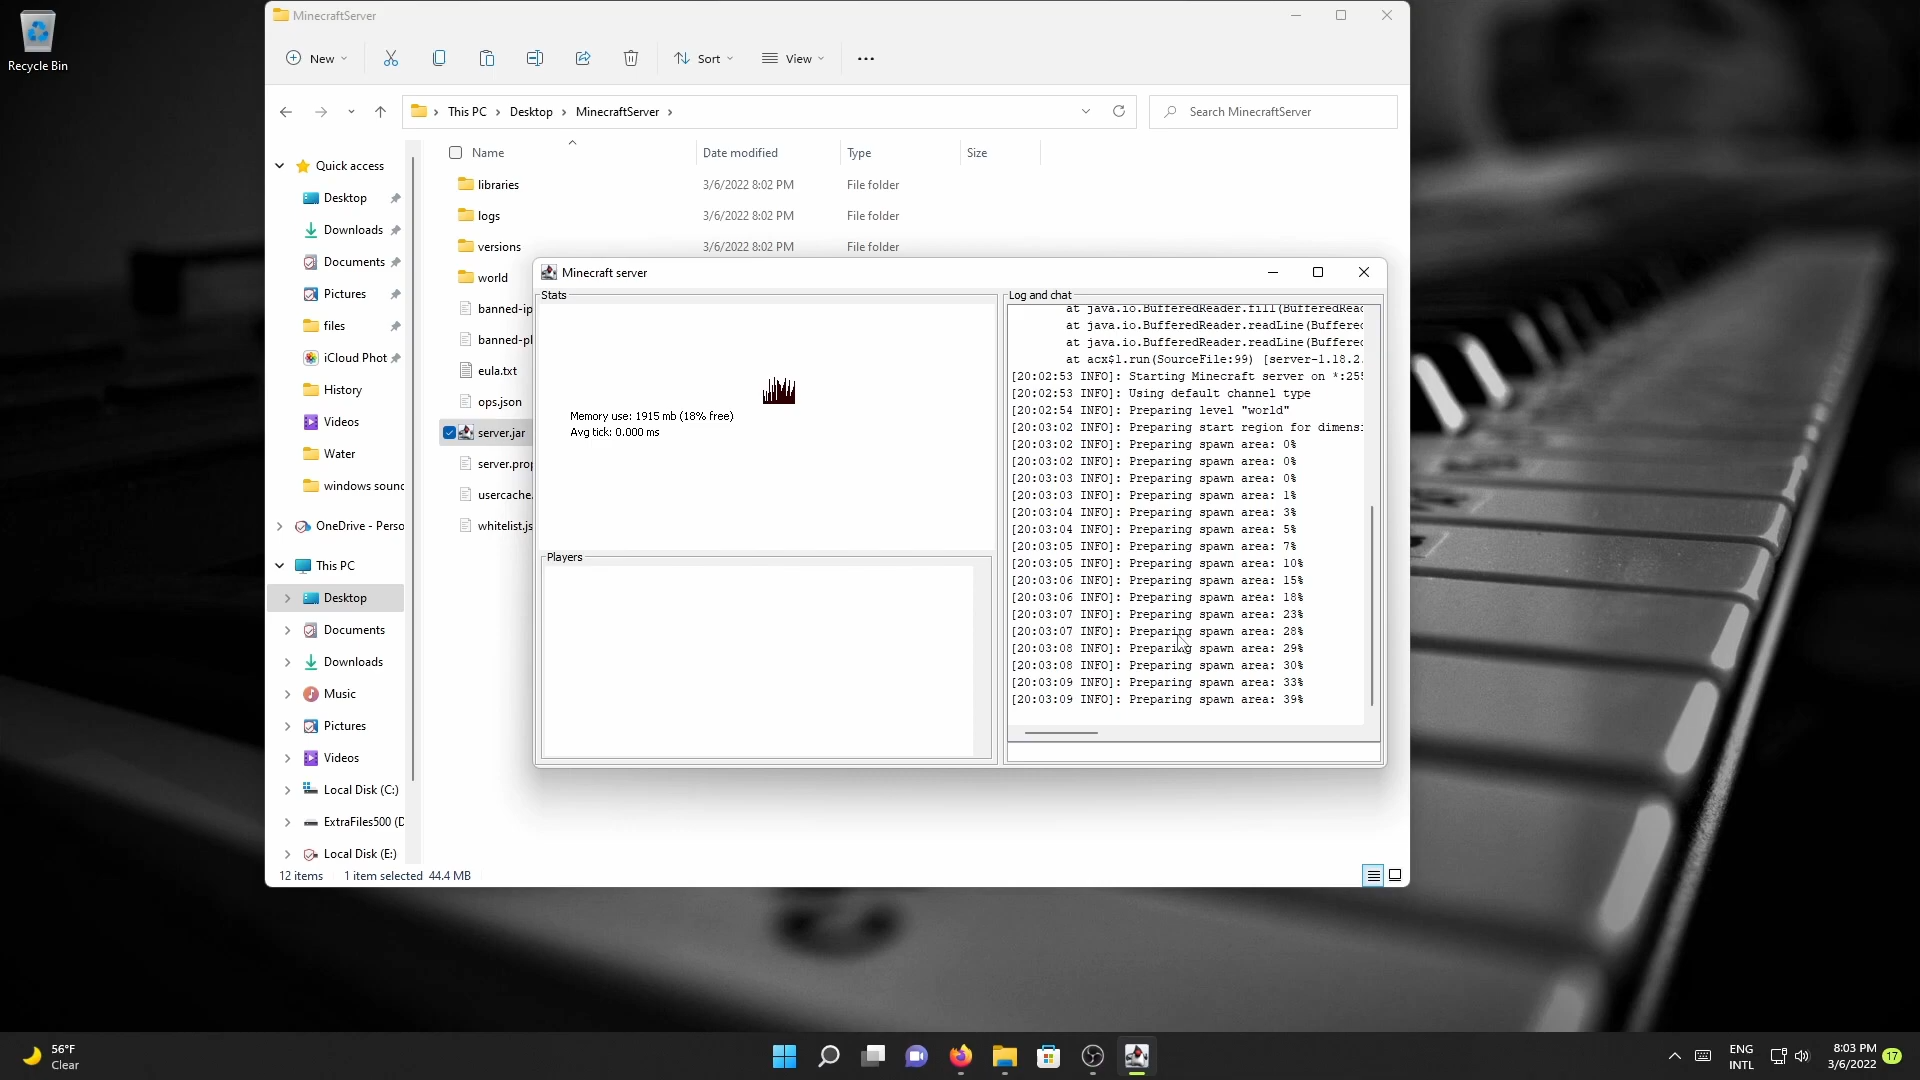 Recycle Bin
MinecraftServer
New
Sort
View
This PC
Desktop
MinecraftServer
Search MinecraftServer
Name
Date modified
Type
Size
Quick access
Desktop
Downloads
Documents
Pictures
files
iCloud Phot
History
Videos
Water
windows sounc
OneDrive - Perso
This PC
Desktop
Documents
Downloads
Music
Pictures
Videos
Local Disk (C:)
ExtraFiles500 (D
Local Disk (E:)
libraries 3/6/2022 8:02 PM File folder
logs 3/6/2022 8:02 PM File folder
versions 3/6/2022 8:02 PM File folder
world
banned-ip
banned-pl
eula.txt
ops.json
server.jar
server.prop
usercache.
whitelist.js
12 items 1 item selected 44.4 MB
Minecraft server
Stats
Memory use: 1915 mb (18% free)
Avg tick: 0.000 ms
Players
Log and chat
at java.io.BufferedReader.fill(BufferedReac
at java.io.BufferedReader.readLine(Bufferec
at java.io.BufferedReader.readLine(Bufferec
at acx$1.run(SourceFile:99) [server-1.18.2.
[20:02:53 INFO]: Starting Minecraft server on *:255
[20:02:53 INFO]: Using default channel type
[20:02:54 INFO]: Preparing level "world"
[20:03:02 INFO]: Preparing start region for dimensi
[20:03:02 INFO]: Preparing spawn area: 0%
[20:03:02 INFO]: Preparing spawn area: 0%
[20:03:03 INFO]: Preparing spawn area: 0%
[20:03:03 INFO]: Preparing spawn area: 1%
[20:03:04 INFO]: Preparing spawn area: 3%
[20:03:04 INFO]: Preparing spawn area: 5%
[20:03:05 INFO]: Preparing spawn area: 7%
[20:03:05 INFO]: Preparing spawn area: 10%
[20:03:06 INFO]: Preparing spawn area: 15%
[20:03:06 INFO]: Preparing spawn area: 18%
[20:03:07 INFO]: Preparing spawn area: 23%
[20:03:07 INFO]: Preparing spawn area: 28%
[20:03:08 INFO]: Preparing spawn area: 29%
[20:03:08 INFO]: Preparing spawn area: 30%
[20:03:09 INFO]: Preparing spawn area: 33%
[20:03:09 INFO]: Preparing spawn area: 39%
56°F
Clear
ENG
INTL
8:03 PM
3/6/2022
17